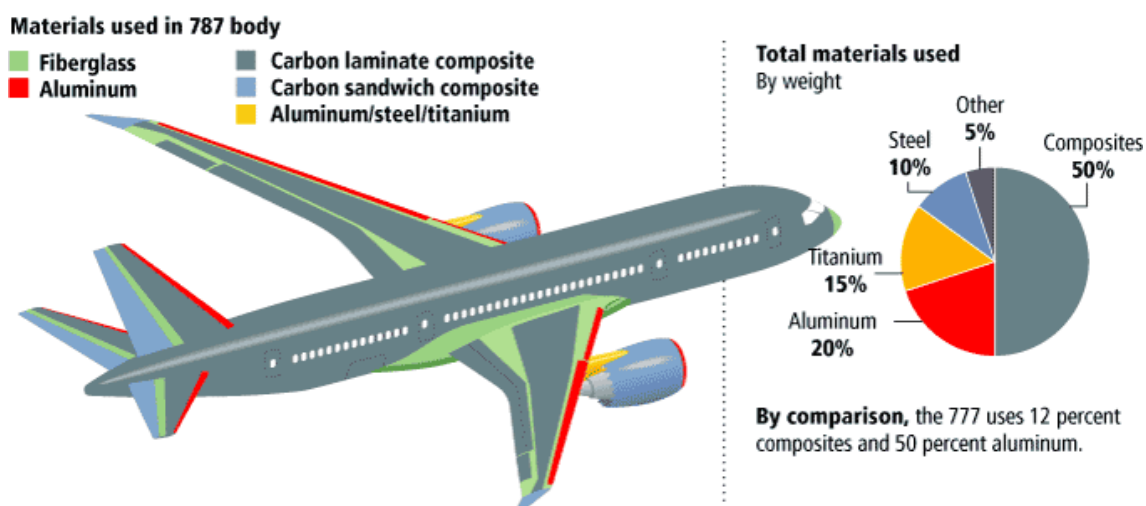 Materials used in 787 body
Fiberglass
Aluminum
Carbon laminate composite
Carbon sandwich composite
Aluminum/steel/titanium
Total materials used
By weight
Other
5%
Steel
10%
Composites
50%
Titanium
15%
Aluminum
20%
By comparison, the 777 uses 12 percent
composites and 50 percent aluminum.